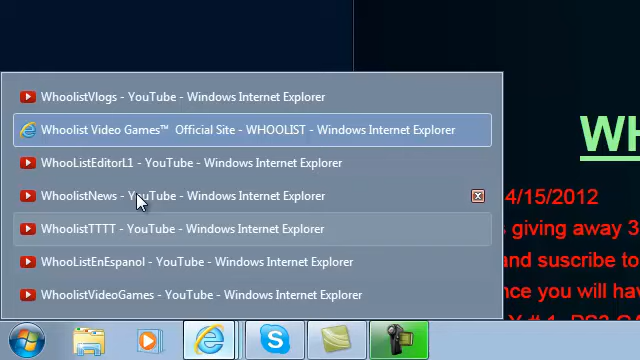 WhoolistVlogs - YouTube - Windows Internet Explorer
Whoolist Video Games™ Official Site - WHOOLIST - Windows Internet Explorer
WhooListEditorL1 - YouTube - Windows Internet Explorer
WhoolistNews - YouTube - Windows Internet Explorer
WhoolistTTTT - YouTube - Windows Internet Explorer
WhooListEnEspanol - YouTube - Windows Internet Explorer
WhoolistVideoGames - YouTube - Windows Internet Explorer
WH
4/15/2012
s giving away 3
and suscribe to
nce you will hav
# 1 PS3